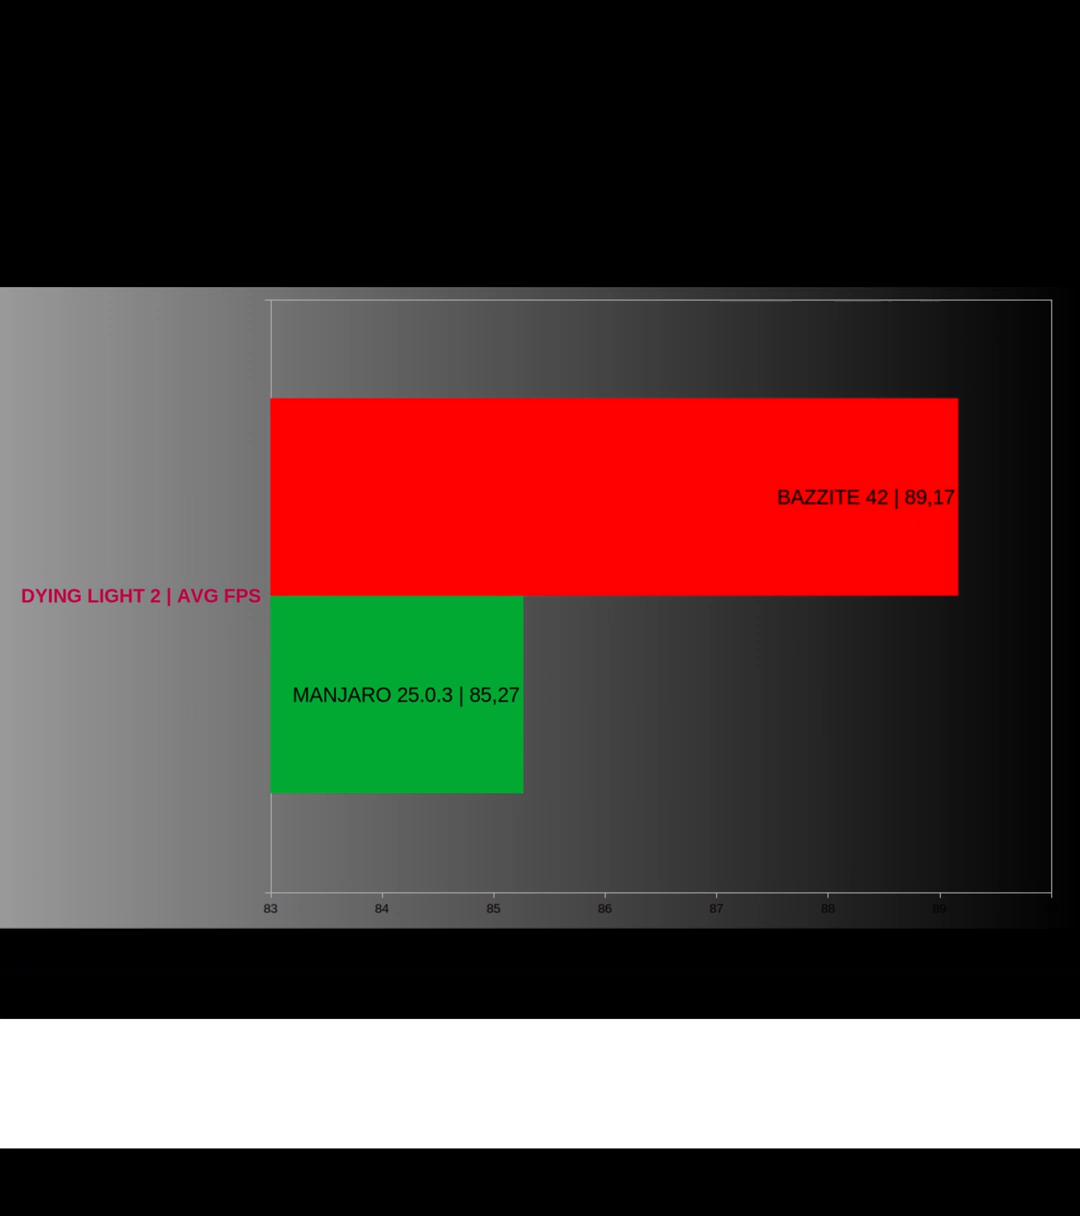 BAZZITE 42 | 89,17
DYING LIGHT 2 | AVG FPS
MANJARO 25.0.3 | 85,27
83 84 85 86 87 88 89